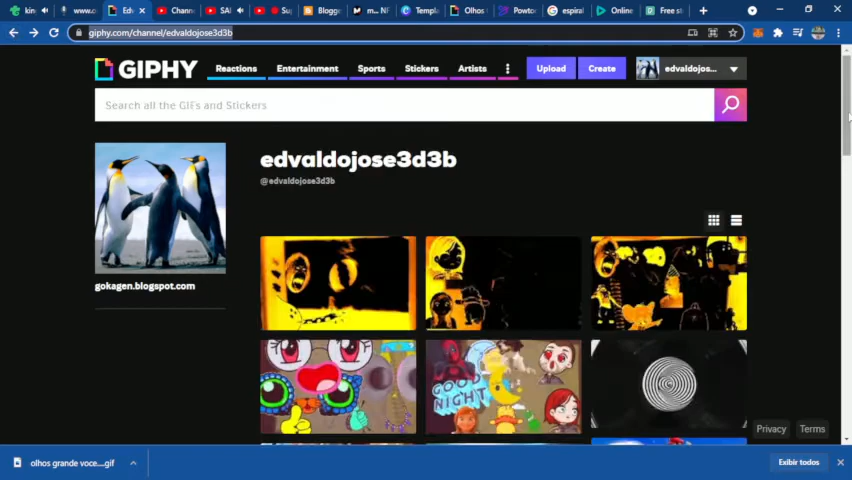 kin
www.o
Edv
Chann
SAI
Su
Blogge
m... NF
Templa
Olhos
Powtoo
espiral
Online
Free st
giphy.com/channel/edvaldojose3d3b
GIPHY
Reactions
Entertainment
Sports
Stickers
Artists
Upload
Create
edvaldojos...
Search all the GIFs and Stickers
edvaldojose3d3b
@edvaldojose3d3b
gokagen.blogspot.com
GOOD
NIGHT
Privacy
Terms
olhos grande voce....gif
Exibir todos